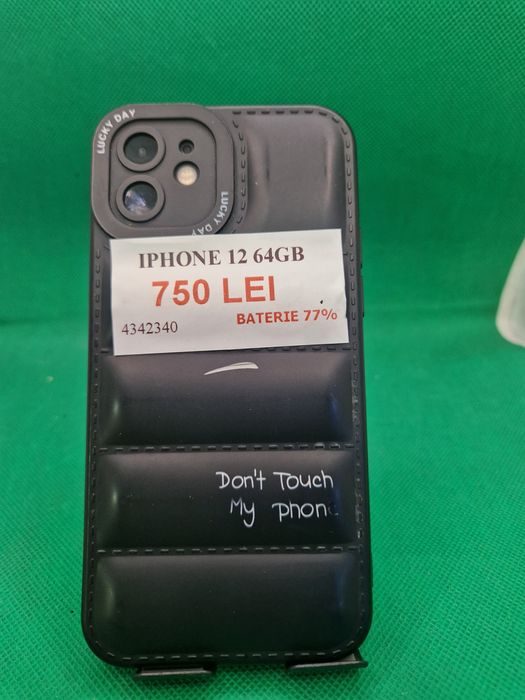 LUCKY DAY
LUCKY DAY
IPHONE 12 64GB
750 LEI
BATERIE 77%
4342340
Don't Touch
My phone